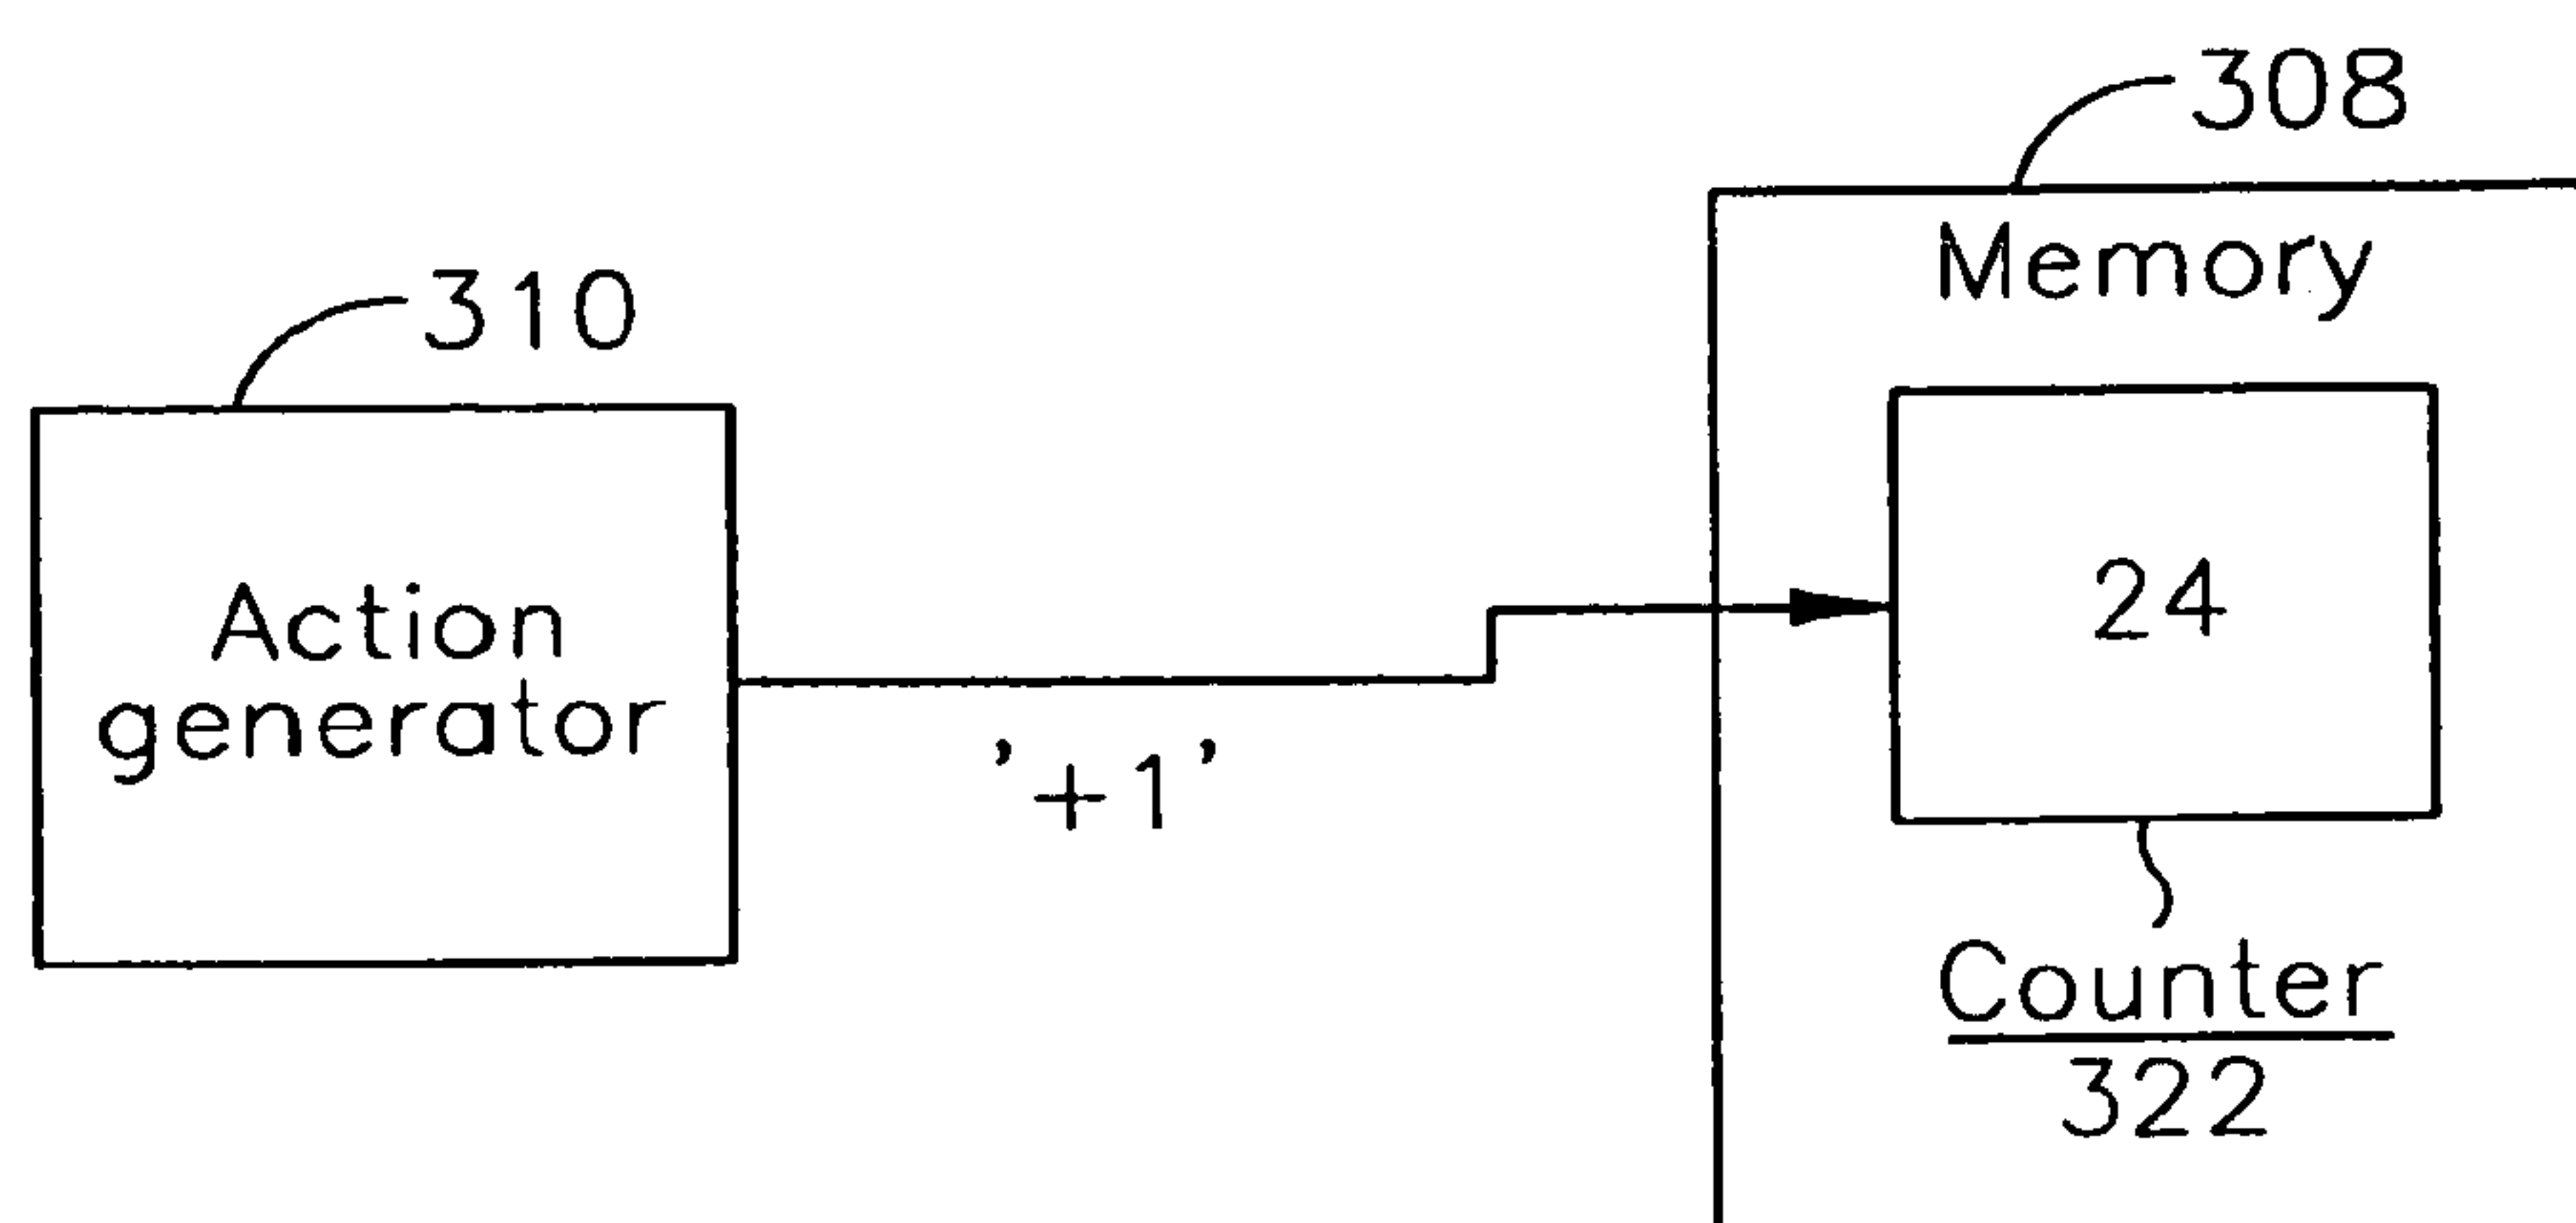 308
Memory
310
Action
generator
24
’+1’
Counter
322